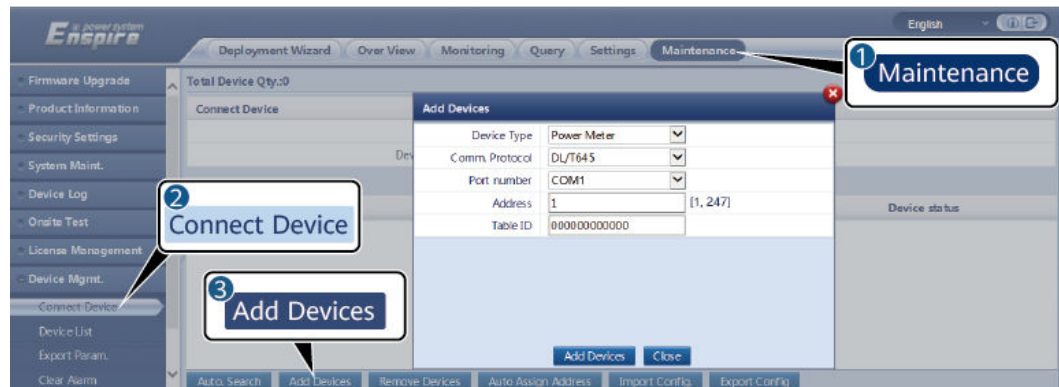 Enspire
English
Deployment Wizard Over View Monitoring Query Settings Maintenance
1 Maintenance
Firmware Upgrade
Product Information
Security Settings
System Maint.
Device Log
Onsite Test
License Management
Device Mgmt.
Connect Device
Device List
Export Param.
Clear Alarm
2 Connect Device
Total Device Qty.:0
Connect Device
Dev
Device status
Add Devices
Device Type Power Meter
Comm. Protocol DL/T645
Port number COM1
Address 1 [1, 247]
Table ID 000000000000
Add Devices Close
3 Add Devices
Auto. Search Add Devices Remove Devices Auto Assign Address Import Config. Export Config